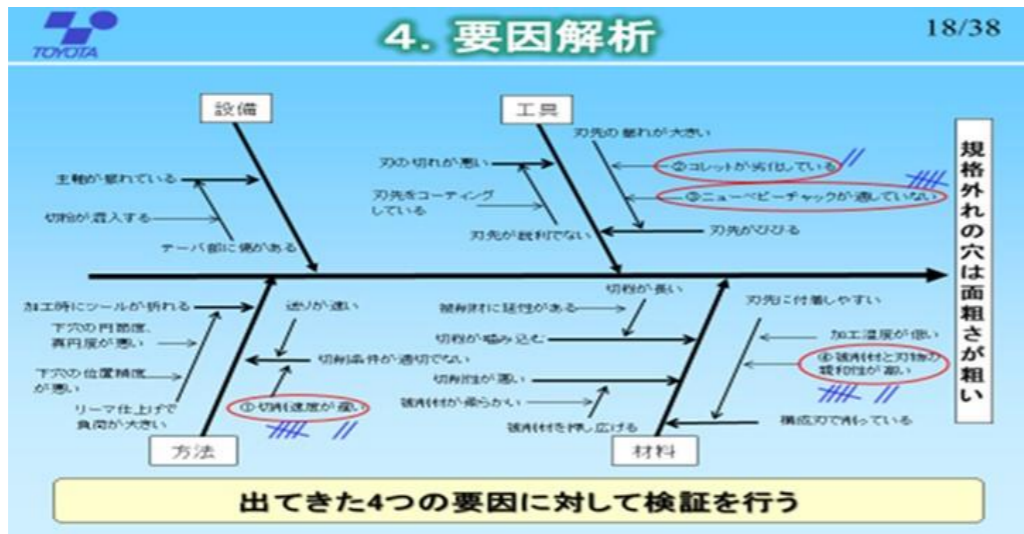 TOYOTA
4. 要因解析
18/38
設備
工具
刃先の振れが大きい
主軸が振れている
刃の切れが悪い
②コレットが劣化している
切粉が混入する
刃先をコーティング
している
③ニューベビーチャックが適していない
テーパ部に傷がある
刃先が鋭利でない
刃先がびびる
規格外れの穴は面粗さが粗い
加工時にツールが折れる
送りが速い
切粉が長い
被削材に延性がある
刃先に付着しやすい
下穴の円筒度、
真円度が悪い
切粉が噛み込む
加工温度が低い
切削条件が適切でない
④被削材と刃物の
親和性が高い
下穴の位置精度
が悪い
切削性が悪い
①切削速度が
被削材が柔らかい
リーマ仕上げで
負荷が大きい
被削材を押し広げる
構成刃で削っている
方法
材料
出てきた4つの要因に対して検証を行う